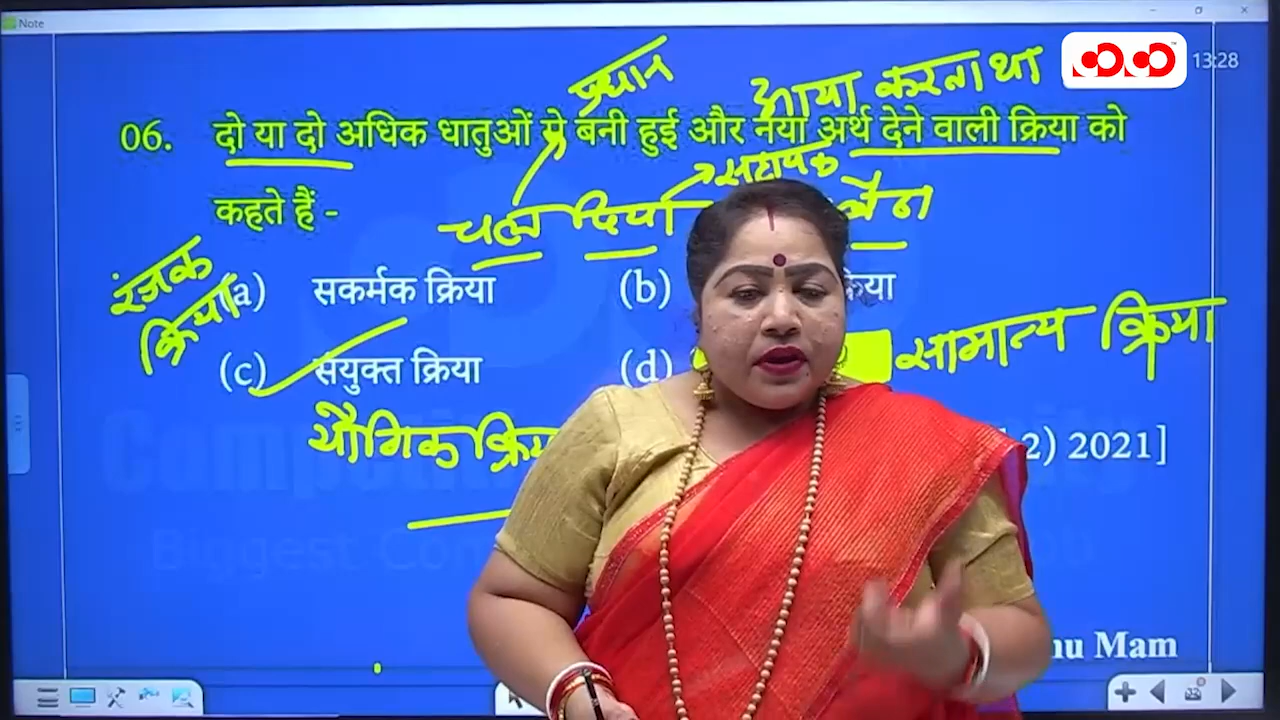 Note
13:28
प्रधान
आया करता था
06. दो या दो अधिक धातुओं से बनी हुई और नया अर्थ देने वाली क्रिया को
सहायक
कहते हैं -
चल दिया
बैठा
रंजक
क्रिया
(a) सकर्मक क्रिया (b) क्रिया
सामान्य क्रिया
(c) संयुक्त क्रिया (d)
यौगिक क्रिया
2) 2021]
Biggest
Mam